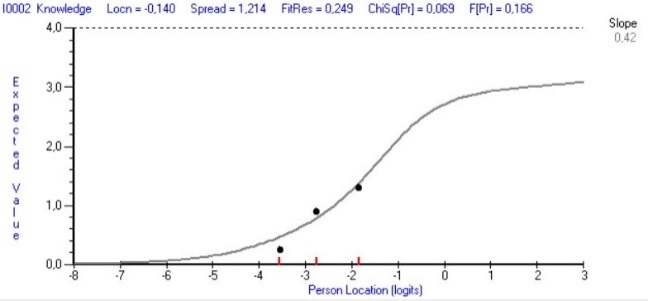 I0002 Knowledge Locn = -0,140 Spread = 1,214 FitRes = 0,249 ChiSq[Pr] = 0,069 F[Pr] = 0,166
Slope
0,42
4,0
3,0
2,0
1,0
0,0
Expected Value
-8 -7 -6 -5 -4 -3 -2 -1 0 1 2 3
Person Location (logits)